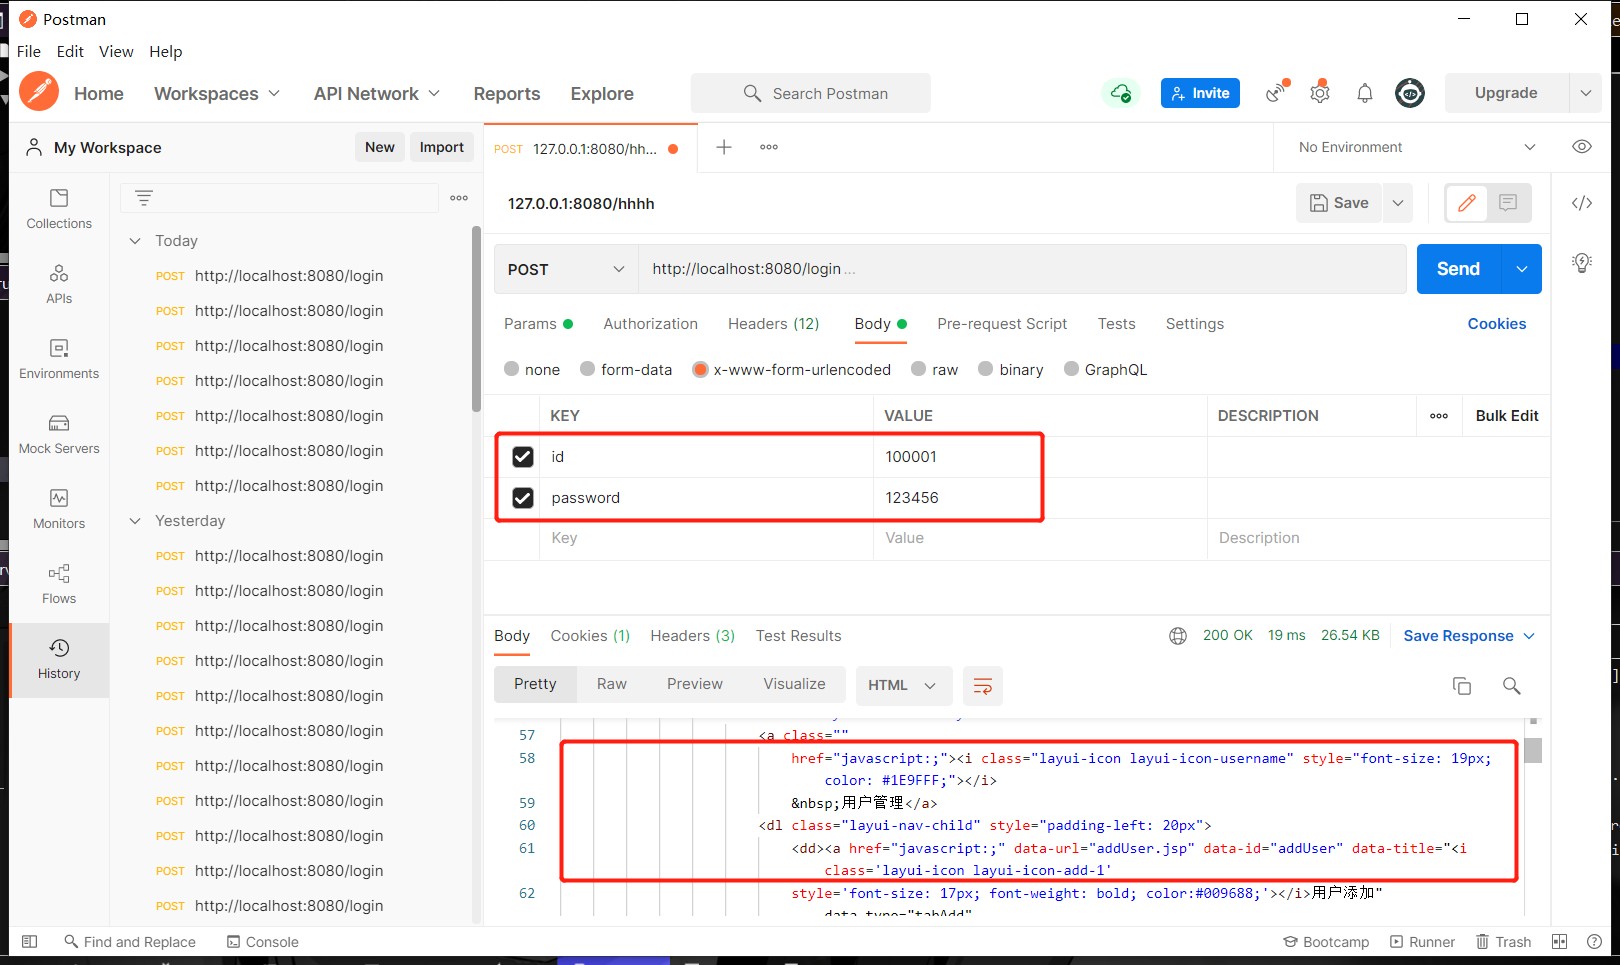 Postman
File Edit View Help
Home Workspaces API Network Reports Explore Search Postman Invite Upgrade
My Workspace New Import POST 127.0.0.1:8080/hh... No Environment
127.0.0.1:8080/hhhh Save
Collections
APIs
Environments
Mock Servers
Monitors
Flows
History
Today
POST http://localhost:8080/login
POST http://localhost:8080/login
POST http://localhost:8080/login
POST http://localhost:8080/login
POST http://localhost:8080/login
POST http://localhost:8080/login
POST http://localhost:8080/login
Yesterday
POST http://localhost:8080/login
POST http://localhost:8080/login
POST http://localhost:8080/login
POST http://localhost:8080/login
POST http://localhost:8080/login
POST http://localhost:8080/login
POST http://localhost:8080/login
POST http://localhost:8080/login
POST http://localhost:8080/login
POST http://localhost:8080/login
POST http://localhost:8080/login
POST http://localhost:8080/login... Send
Params Authorization Headers (12) Body Pre-request Script Tests Settings Cookies
none form-data x-www-form-urlencoded raw binary GraphQL
KEY VALUE DESCRIPTION Bulk Edit
id 100001
password 123456
Key Value Description
Body Cookies (1) Headers (3) Test Results 200 OK 19 ms 26.54 KB Save Response
Pretty Raw Preview Visualize HTML
57 <a class=""
58 href="javascript:;"><i class="layui-icon layui-icon-username" style="font-size: 19px;
color: #1E9FFF;"></i>
59 &nbsp;用户管理</a>
60 <dl class="layui-nav-child" style="padding-left: 20px">
61 <dd><a href="javascript:;" data-url="addUser.jsp" data-id="addUser" data-title="<i
class='layui-icon layui-icon-add-1'
62 style='font-size: 17px; font-weight: bold; color:#009688;'></i>用户添加"
data-type="tabAdd"
Find and Replace Console Bootcamp Runner Trash